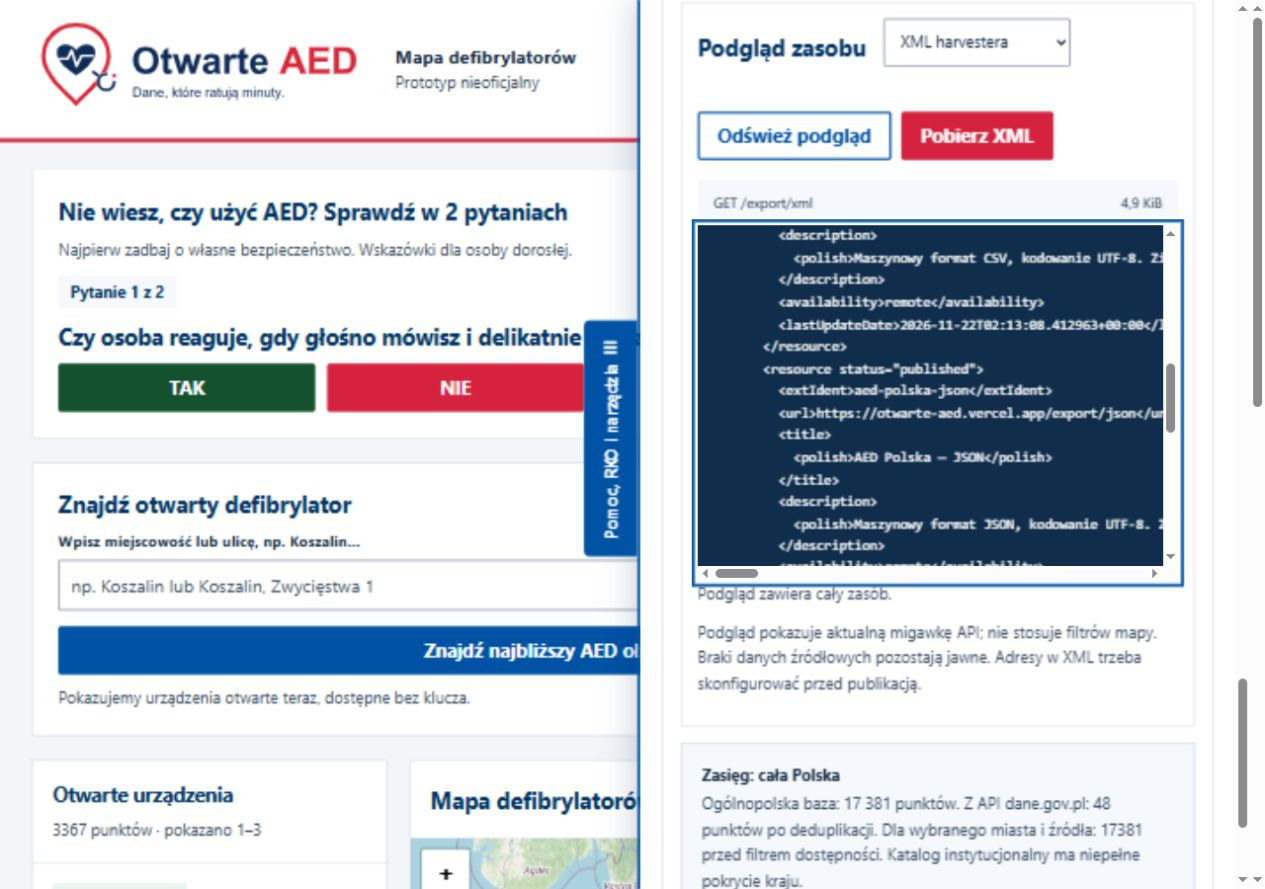 Otwarte AED
Dane, które ratują minuty.
Mapa defibrylatorów
Prototyp nieoficjalny
Nie wiesz, czy użyć AED? Sprawdź w 2 pytaniach
Najpierw zadbaj o własne bezpieczeństwo. Wskazówki dla osoby dorosłej.
Pytanie 1 z 2
Czy osoba reaguje, gdy głośno mówisz i delikatnie
TAK
NIE
Pomoc, RKO i narzędzia
Znajdź otwarty defibrylator
Wpisz miejscowość lub ulicę, np. Koszalin...
np. Koszalin lub Koszalin, Zwycięstwa 1
Znajdź najbliższy AED ol
Pokazujemy urządzenia otwarte teraz, dostępne bez klucza.
Otwarte urządzenia
3367 punktów · pokazano 1–3
Mapa defibrylatoró
+
Podgląd zasobu
XML harvestera
Odśwież podgląd
Pobierz XML
GET /export/xml
4,9 KiB
<description>
<polish>Maszynowy format CSV, kodowanie UTF-8. Zi
</description>
<availability>remote</availability>
<lastUpdateDate>2026-11-22T02:13:08.412963+00:00</l
</resource>
<resource status="published">
<extIdent>aed-polska-json</extIdent>
<url>https://otwarte-aed.vercel.app/export/json</ur
<title>
<polish>AED Polska — JSON</polish>
</title>
<description>
<polish>Maszynowy format JSON, kodowanie UTF-8. Z
</description>
<availability>remote</availability>
Podgląd zawiera cały zasób.
Podgląd pokazuje aktualną migawkę API; nie stosuje filtrów mapy.
Braki danych źródłowych pozostają jawne. Adresy w XML trzeba
skonfigurować przed publikacją.
Zasięg: cała Polska
Ogólnopolska baza: 17 381 punktów. Z API dane.gov.pl: 48
punktów po deduplikacji. Dla wybranego miasta i źródła: 17381
przed filtrem dostępności. Katalog instytucjonalny ma niepełne
pokrycie kraju.